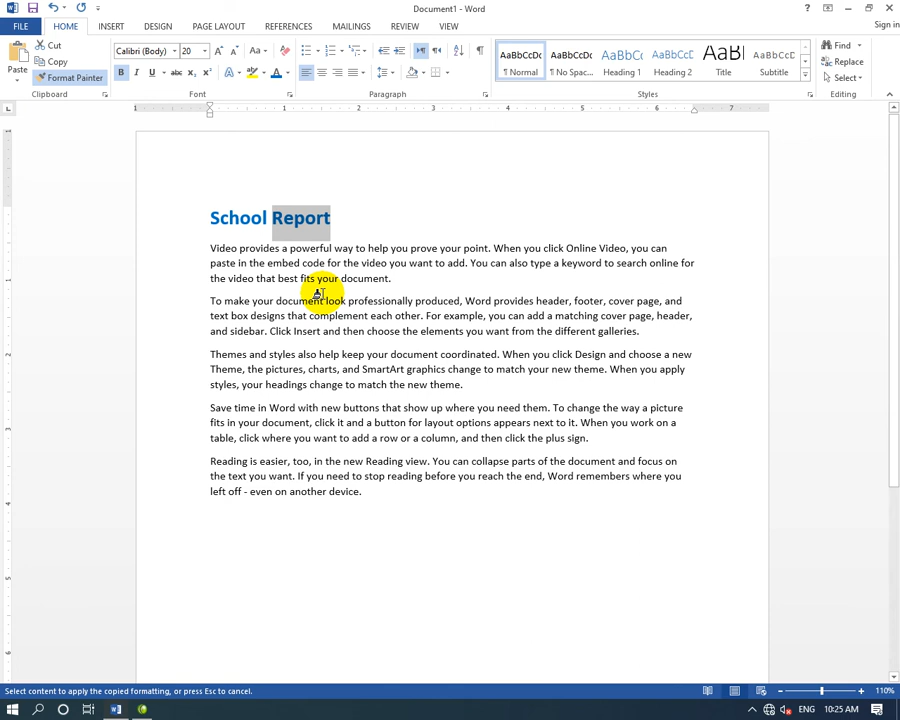 Document1 - Word
Sign in
FILE HOME INSERT DESIGN PAGE LAYOUT REFERENCES MAILINGS REVIEW VIEW
Paste
Cut
Copy
Format Painter
Clipboard
Calibri (Body) 20
Font
Paragraph
AaBbCcDc AaBbCcDc AaBbCc AaBbCcD AaBl AaBbCcD
¶ Normal ¶ No Spac... Heading 1 Heading 2 Title Subtitle
Styles
Find
Replace
Select
Editing
1 1 2 3 4 5 6 7
School Report
Video provides a powerful way to help you prove your point. When you click Online Video, you can
paste in the embed code for the video you want to add. You can also type a keyword to search online for
the video that best fits your document.
To make your document look professionally produced, Word provides header, footer, cover page, and
text box designs that complement each other. For example, you can add a matching cover page, header,
and sidebar. Click Insert and then choose the elements you want from the different galleries.
Themes and styles also help keep your document coordinated. When you click Design and choose a new
Theme, the pictures, charts, and SmartArt graphics change to match your new theme. When you apply
styles, your headings change to match the new theme.
Save time in Word with new buttons that show up where you need them. To change the way a picture
fits in your document, click it and a button for layout options appears next to it. When you work on a
table, click where you want to add a row or a column, and then click the plus sign.
Reading is easier, too, in the new Reading view. You can collapse parts of the document and focus on
the text you want. If you need to stop reading before you reach the end, Word remembers where you
left off - even on another device.
Select content to apply the copied formatting, or press Esc to cancel.
110%
ENG 10:25 AM